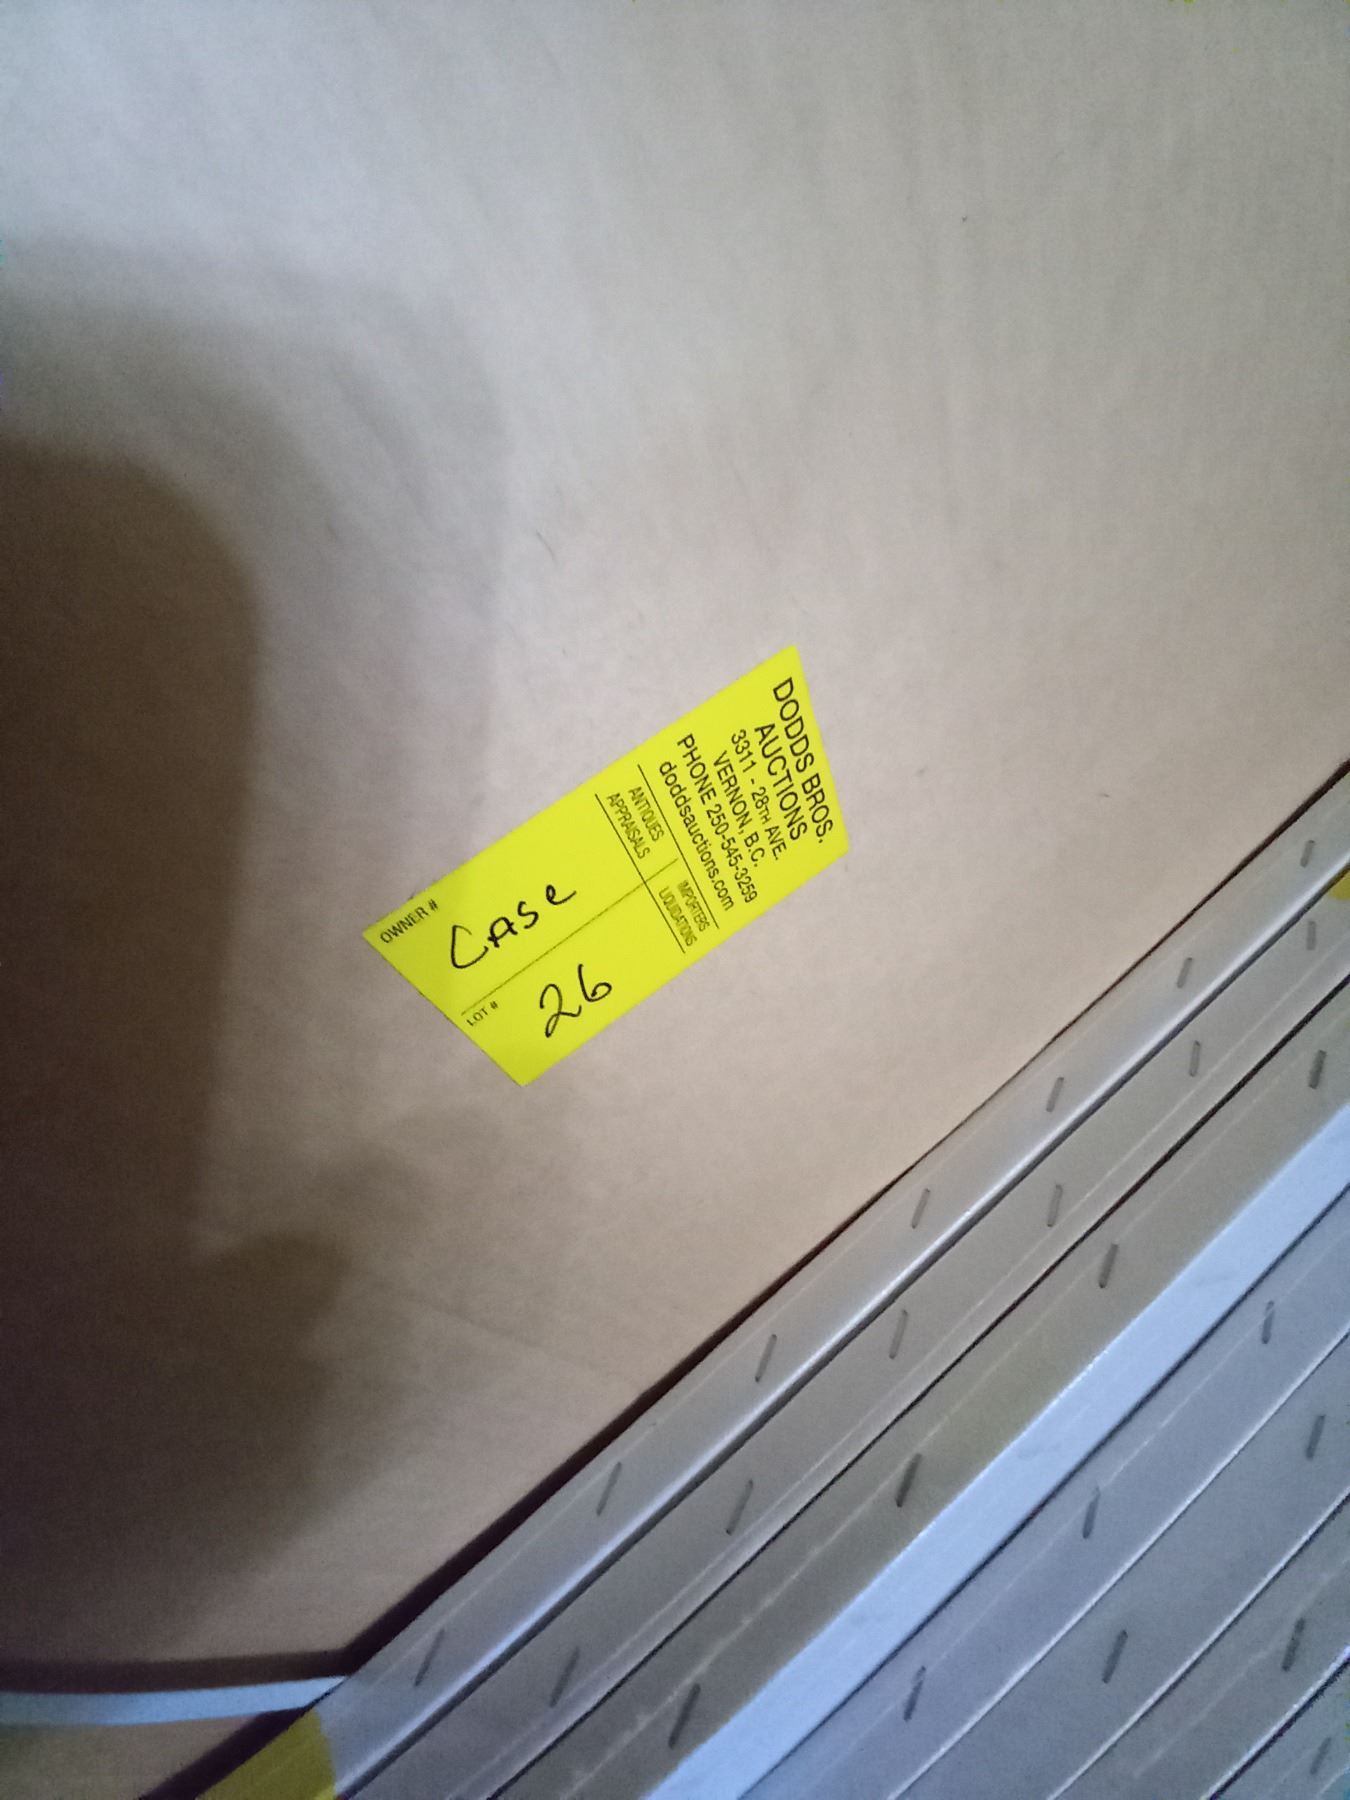 DODDS BROS.
AUCTIONS
3311 - 28TH AVE.
VERNON, B.C.
PHONE 250-545-3259
doddsauctions.com
ANTIQUES IMPORTERS
APPRAISALS LIQUIDATIONS
OWNER #
CASe
LOT #
26